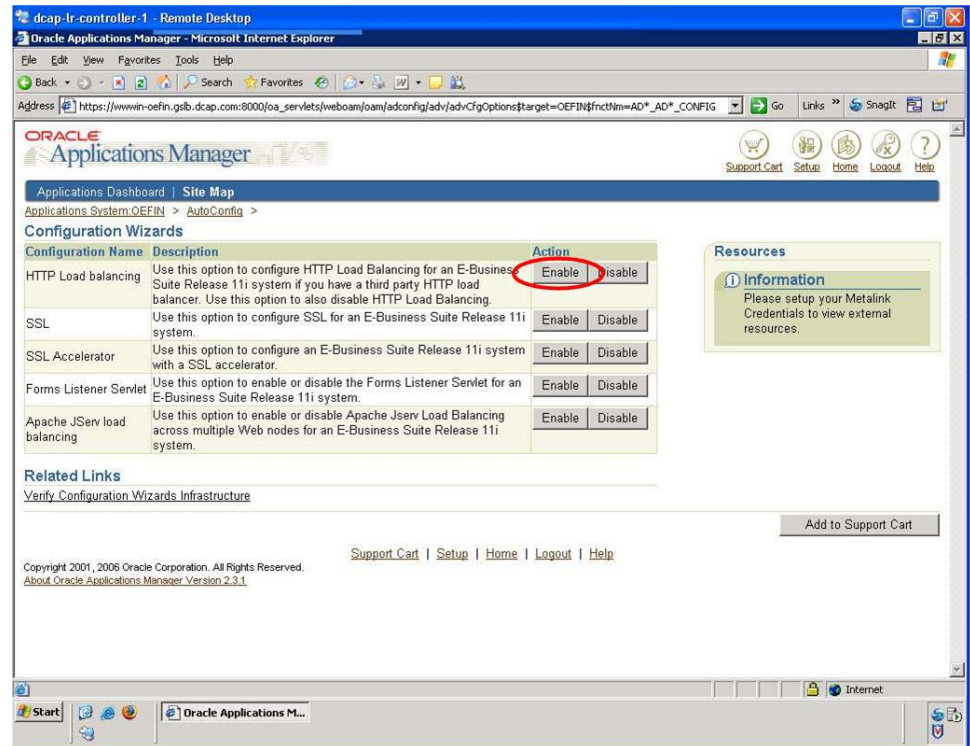 dcap-lr-controller-1 - Remote Desktop
Oracle Applications Manager - Microsoft Internet Explorer
File Edit View Favorites Tools Help
Back Search Favorites
Address https://wwwin-oefin.gslb.dcap.com:8000/oa_servlets/weboam/oam/adconfig/adv/advCfgOptions$target=OEFIN$fnctNm=AD*_AD*_CONFIG Go Links » SnagIt
ORACLE
Applications Manager
Support Cart Setup Home Logout Help
Applications Dashboard | Site Map
Applications System:OEFIN > AutoConfig >
Configuration Wizards
Configuration Name Description Action
HTTP Load balancing
Use this option to configure HTTP Load Balancing for an E-Business
Suite Release 11i system if you have a third party HTTP load
balancer. Use this option to also disable HTTP Load Balancing.
Enable Disable
SSL
Use this option to configure SSL for an E-Business Suite Release 11i
system.
Enable Disable
SSL Accelerator
Use this option to configure an E-Business Suite Release 11i system
with a SSL accelerator.
Enable Disable
Forms Listener Servlet
Use this option to enable or disable the Forms Listener Servlet for an
E-Business Suite Release 11i system.
Enable Disable
Apache JServ load
balancing
Use this option to enable or disable Apache Jserv Load Balancing
across multiple Web nodes for an E-Business Suite Release 11i
system.
Enable Disable
Resources
Information
Please setup your Metalink
Credentials to view external
resources.
Related Links
Verify Configuration Wizards Infrastructure
Add to Support Cart
Support Cart | Setup | Home | Logout | Help
Copyright 2001, 2006 Oracle Corporation. All Rights Reserved.
About Oracle Applications Manager Version 2.3.1
Internet
Start Oracle Applications M...